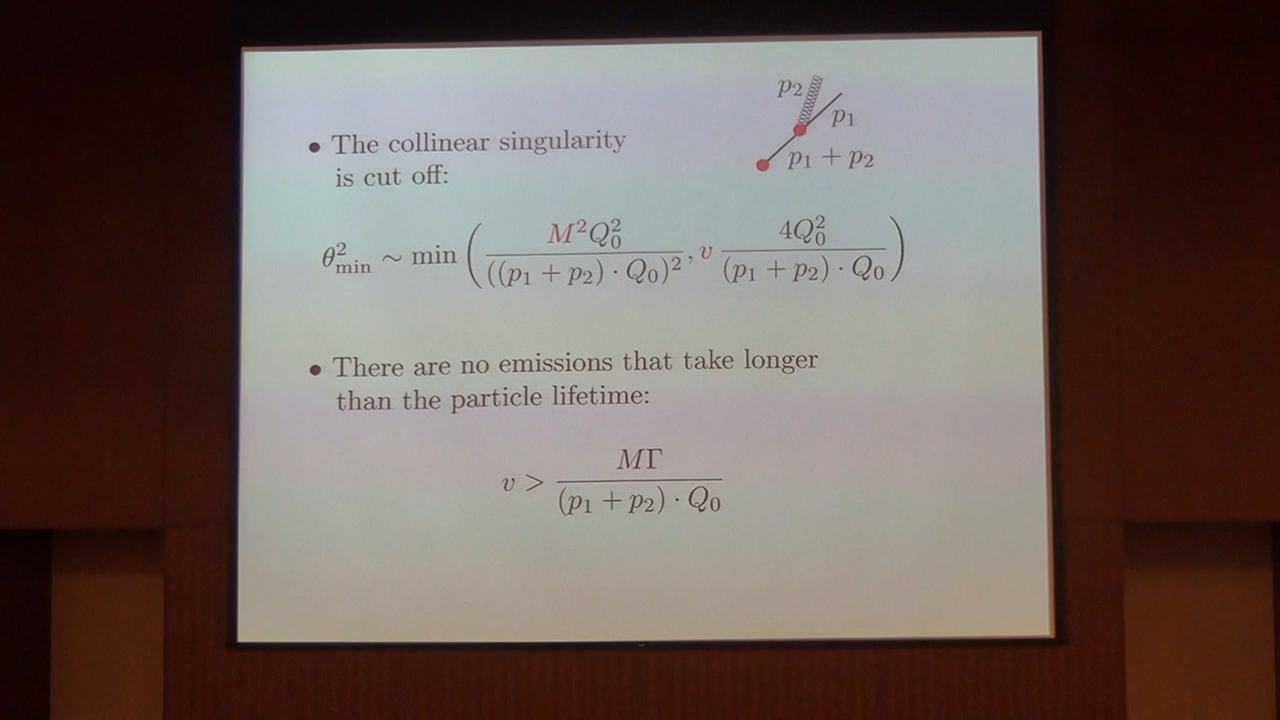 p₂
p₁
• The collinear singularity
p₁ + p₂
is cut off:
θ²_min ∼ min ( M²Q₀² / ((p₁ + p₂) · Q₀)² , v 4Q₀² / (p₁ + p₂) · Q₀ )
• There are no emissions that take longer
than the particle lifetime:
v > MΓ / (p₁ + p₂) · Q₀